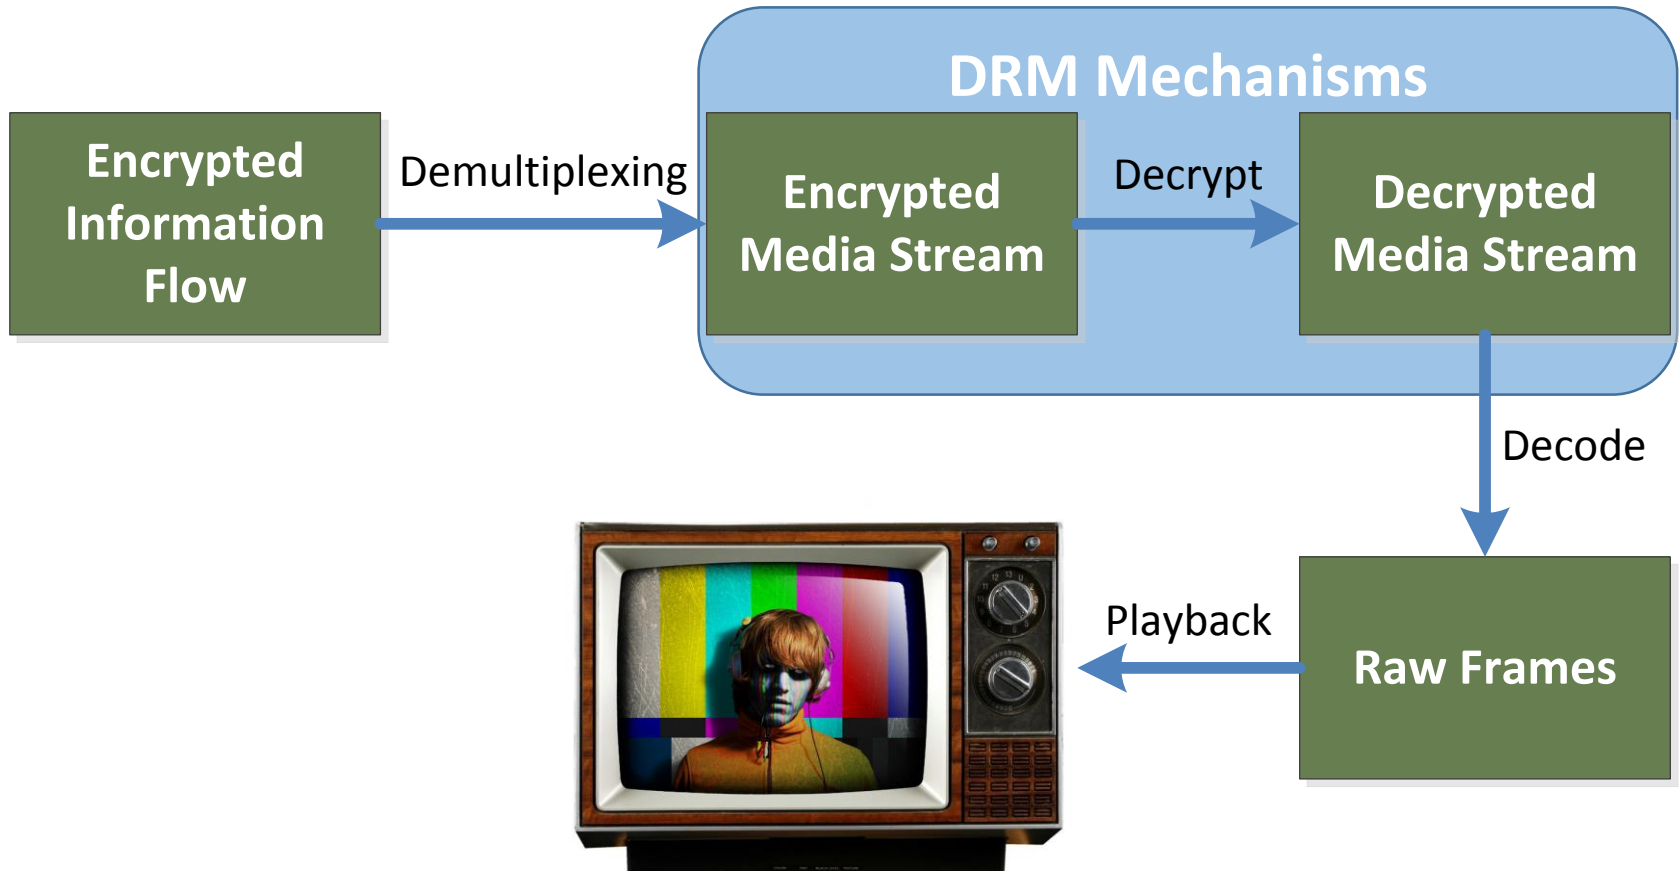 DRM Mechanisms
Encrypted
Information
Flow
Demultiplexing
Encrypted
Media Stream
Decrypt
Decrypted
Media Stream
Decode
Playback
Raw Frames